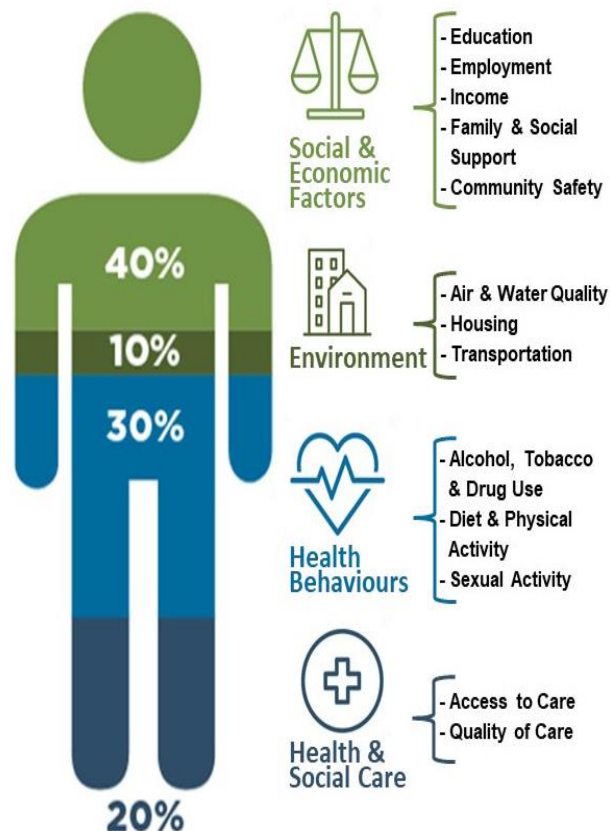 40%
Social &
Economic
Factors
- Education
- Employment
- Income
- Family & Social
Support
- Community Safety
10%
Environment
- Air & Water Quality
- Housing
- Transportation
30%
Health
Behaviours
- Alcohol, Tobacco
& Drug Use
- Diet & Physical
Activity
- Sexual Activity
20%
Health &
Social Care
- Access to Care
- Quality of Care